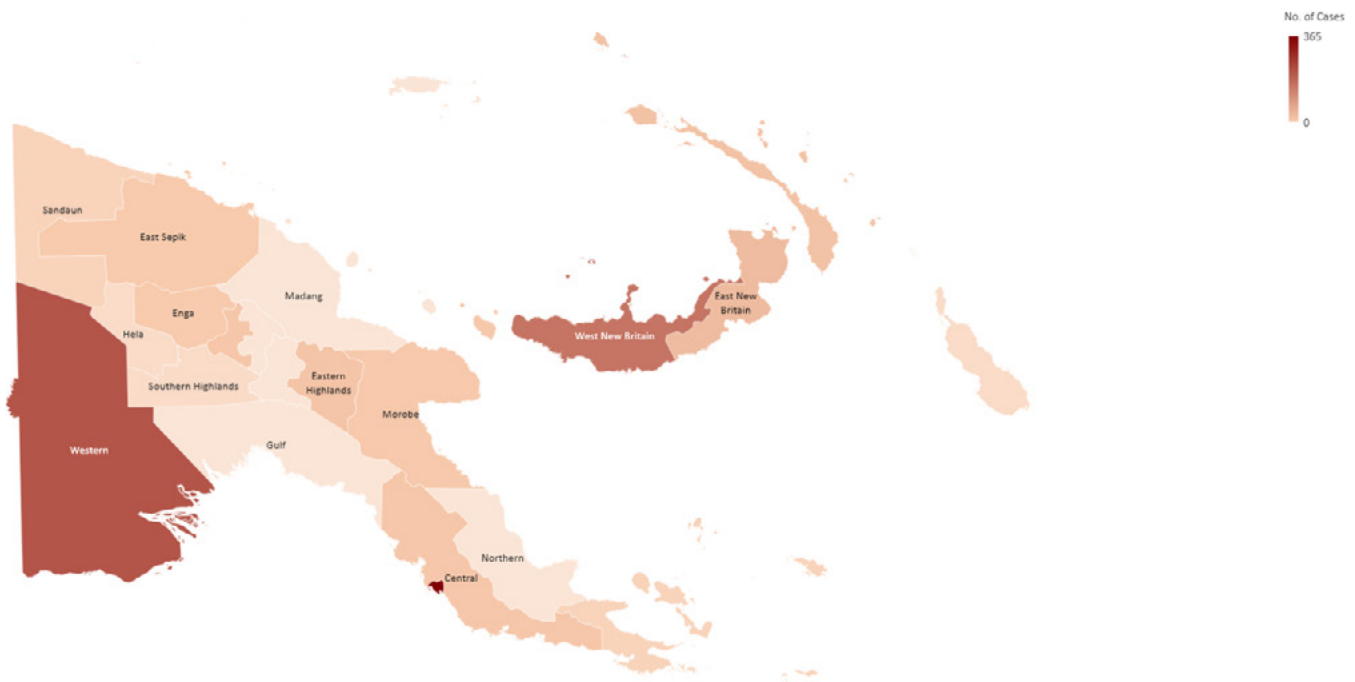 No. of Cases
365
0
Sandaun
East Sepik
Madang
Enga
Hela
East New
Britain
West New Britain
Southern Highlands
Eastern
Highlands
Morobe
Gulf
Western
Northern
Central